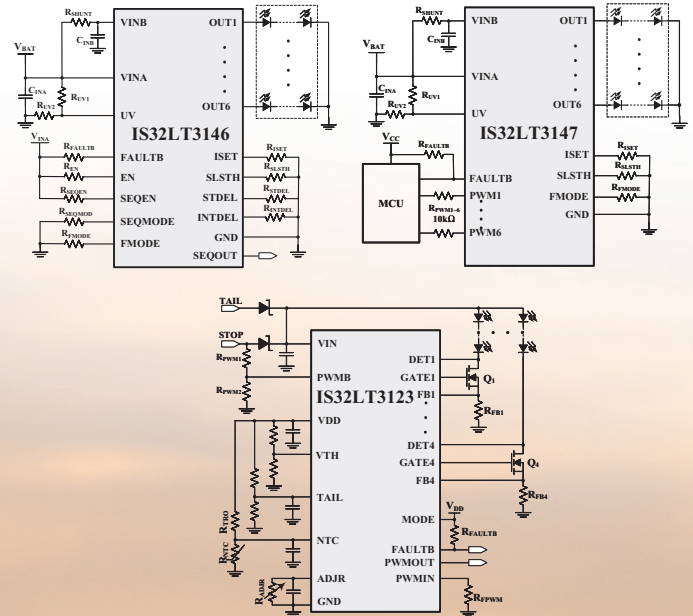 RSHUNT
VINB
OUT1
CINB
VBAT
VINA
CINA
RUV1
RUV2
UV
OUT6
IS32LT3146
VINA
RFAULTB
FAULTB
ISET
RISET
REN
EN
SLSTH
RSLSTH
RSEQEN
SEQEN
STDEL
RSTDEL
RSEQMOD
SEQMODE
INTDEL
RINTDEL
RFMODE
FMODE
GND
SEQOUT
RSHUNT
VINB
OUT1
CINB
VBAT
VINA
CINA
RUV1
RUV2
UV
OUT6
IS32LT3147
VCC
RFAULTB
ISET
RISET
FAULTB
SLSTH
RSLSTH
MCU
PWM1
FMODE
RFMODE
RPWM1~6
10kΩ
GND
PWM6
TAIL
STOP
VIN
RPWM1
DET1
PWMB
GATE1
Q1
RPWM2
IS32LT3123
FB1
RFB1
VDD
DET4
VTH
GATE4
Q4
FB4
TAIL
RFB4
RTRO
VDD
MODE
RFAULTB
NTC
RNTC
FAULTB
PWMOUT
ADJR
RADJR
PWMIN
RFPWM
GND